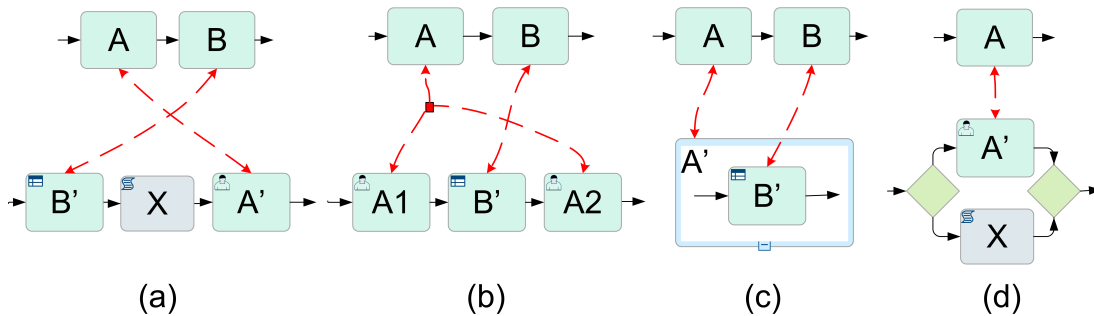 A B A B A B A
A' A'
B' X A' A1 B' A2 B' X
(a) (b) (c) (d)